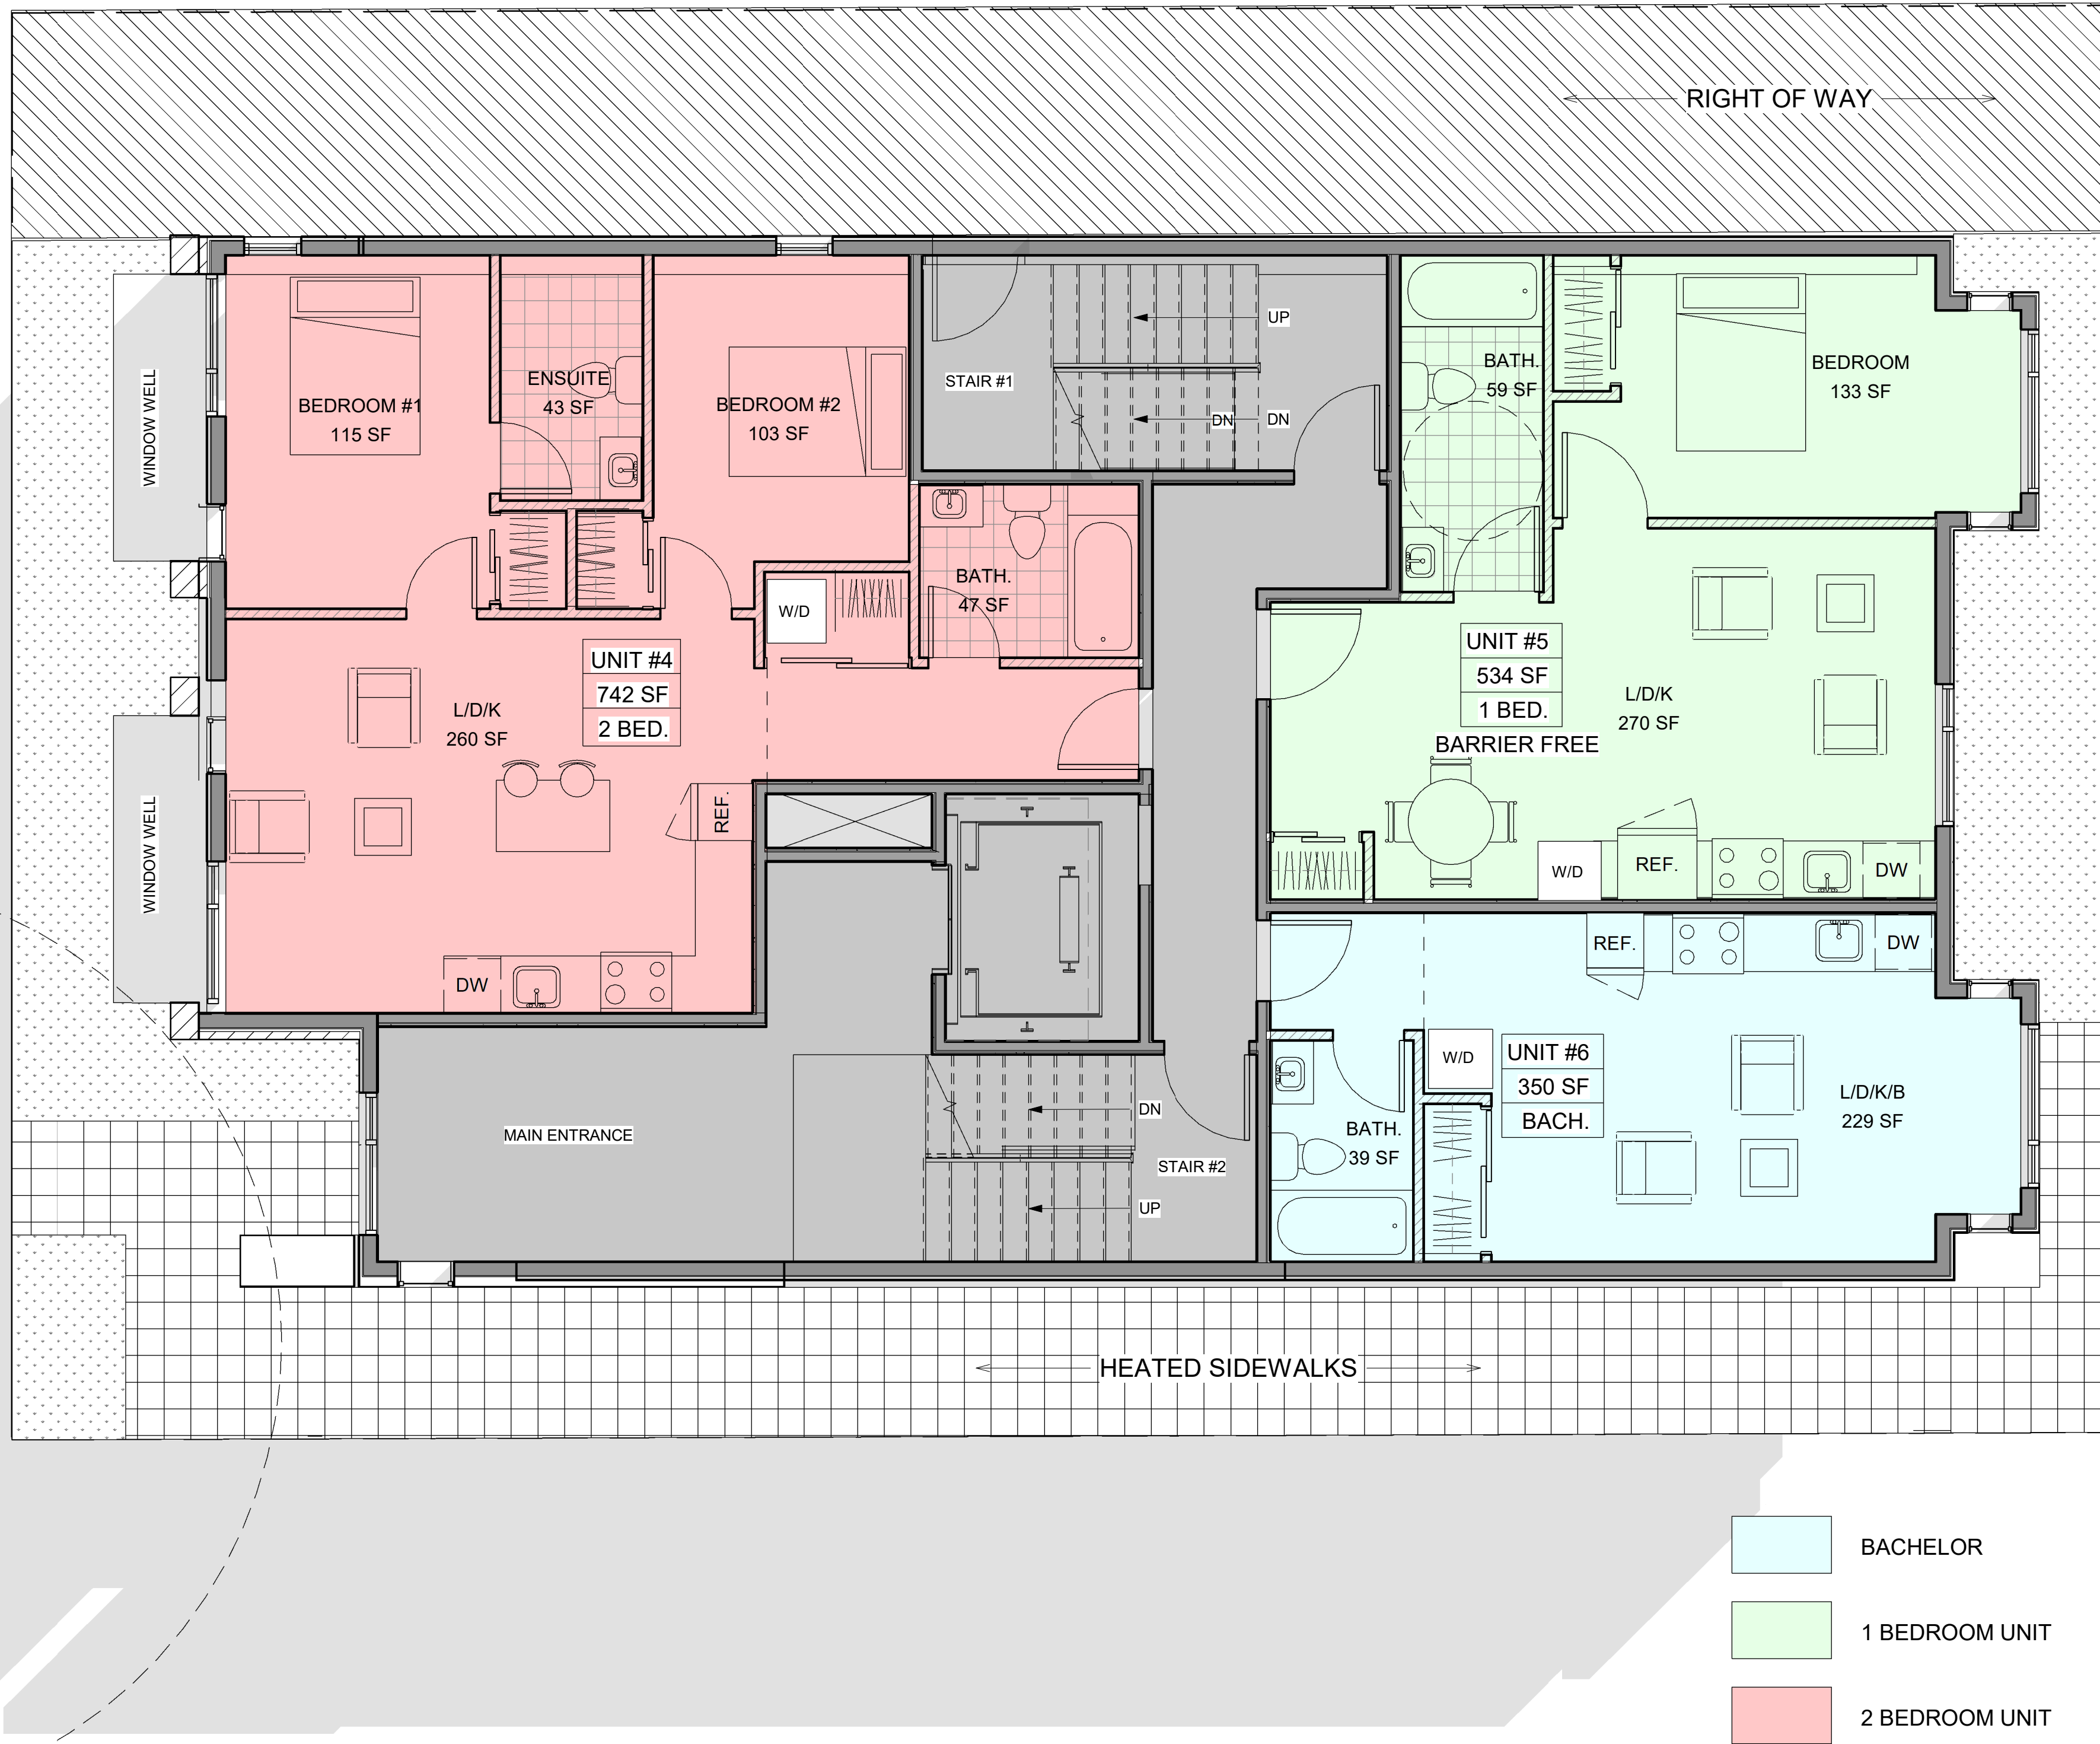 RIGHT OF WAY
WINDOW WELL
BEDROOM #1
115 SF
ENSUITE
43 SF
BEDROOM #2
103 SF
STAIR #1
UP
DN
DN
BATH.
59 SF
BEDROOM
133 SF
BATH.
47 SF
W/D
UNIT #4
742 SF
2 BED.
L/D/K
260 SF
REF.
DW
WINDOW WELL
UNIT #5
534 SF
1 BED.
BARRIER FREE
L/D/K
270 SF
W/D
REF.
DW
REF.
DW
W/D
UNIT #6
350 SF
BACH.
L/D/K/B
229 SF
BATH.
39 SF
MAIN ENTRANCE
DN
STAIR #2
UP
HEATED SIDEWALKS
BACHELOR
1 BEDROOM UNIT
2 BEDROOM UNIT